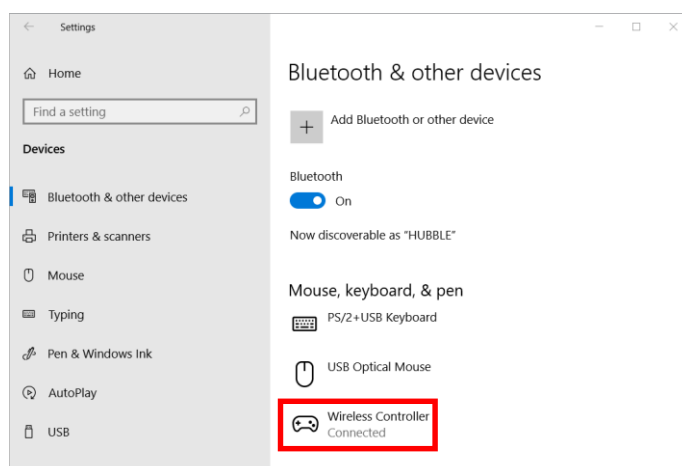 Settings
Home
Find a setting
Devices
Bluetooth & other devices
Printers & scanners
Mouse
Typing
Pen & Windows Ink
AutoPlay
USB
Bluetooth & other devices
Add Bluetooth or other device
Bluetooth
On
Now discoverable as "HUBBLE"
Mouse, keyboard, & pen
PS/2+USB Keyboard
USB Optical Mouse
Wireless Controller
Connected